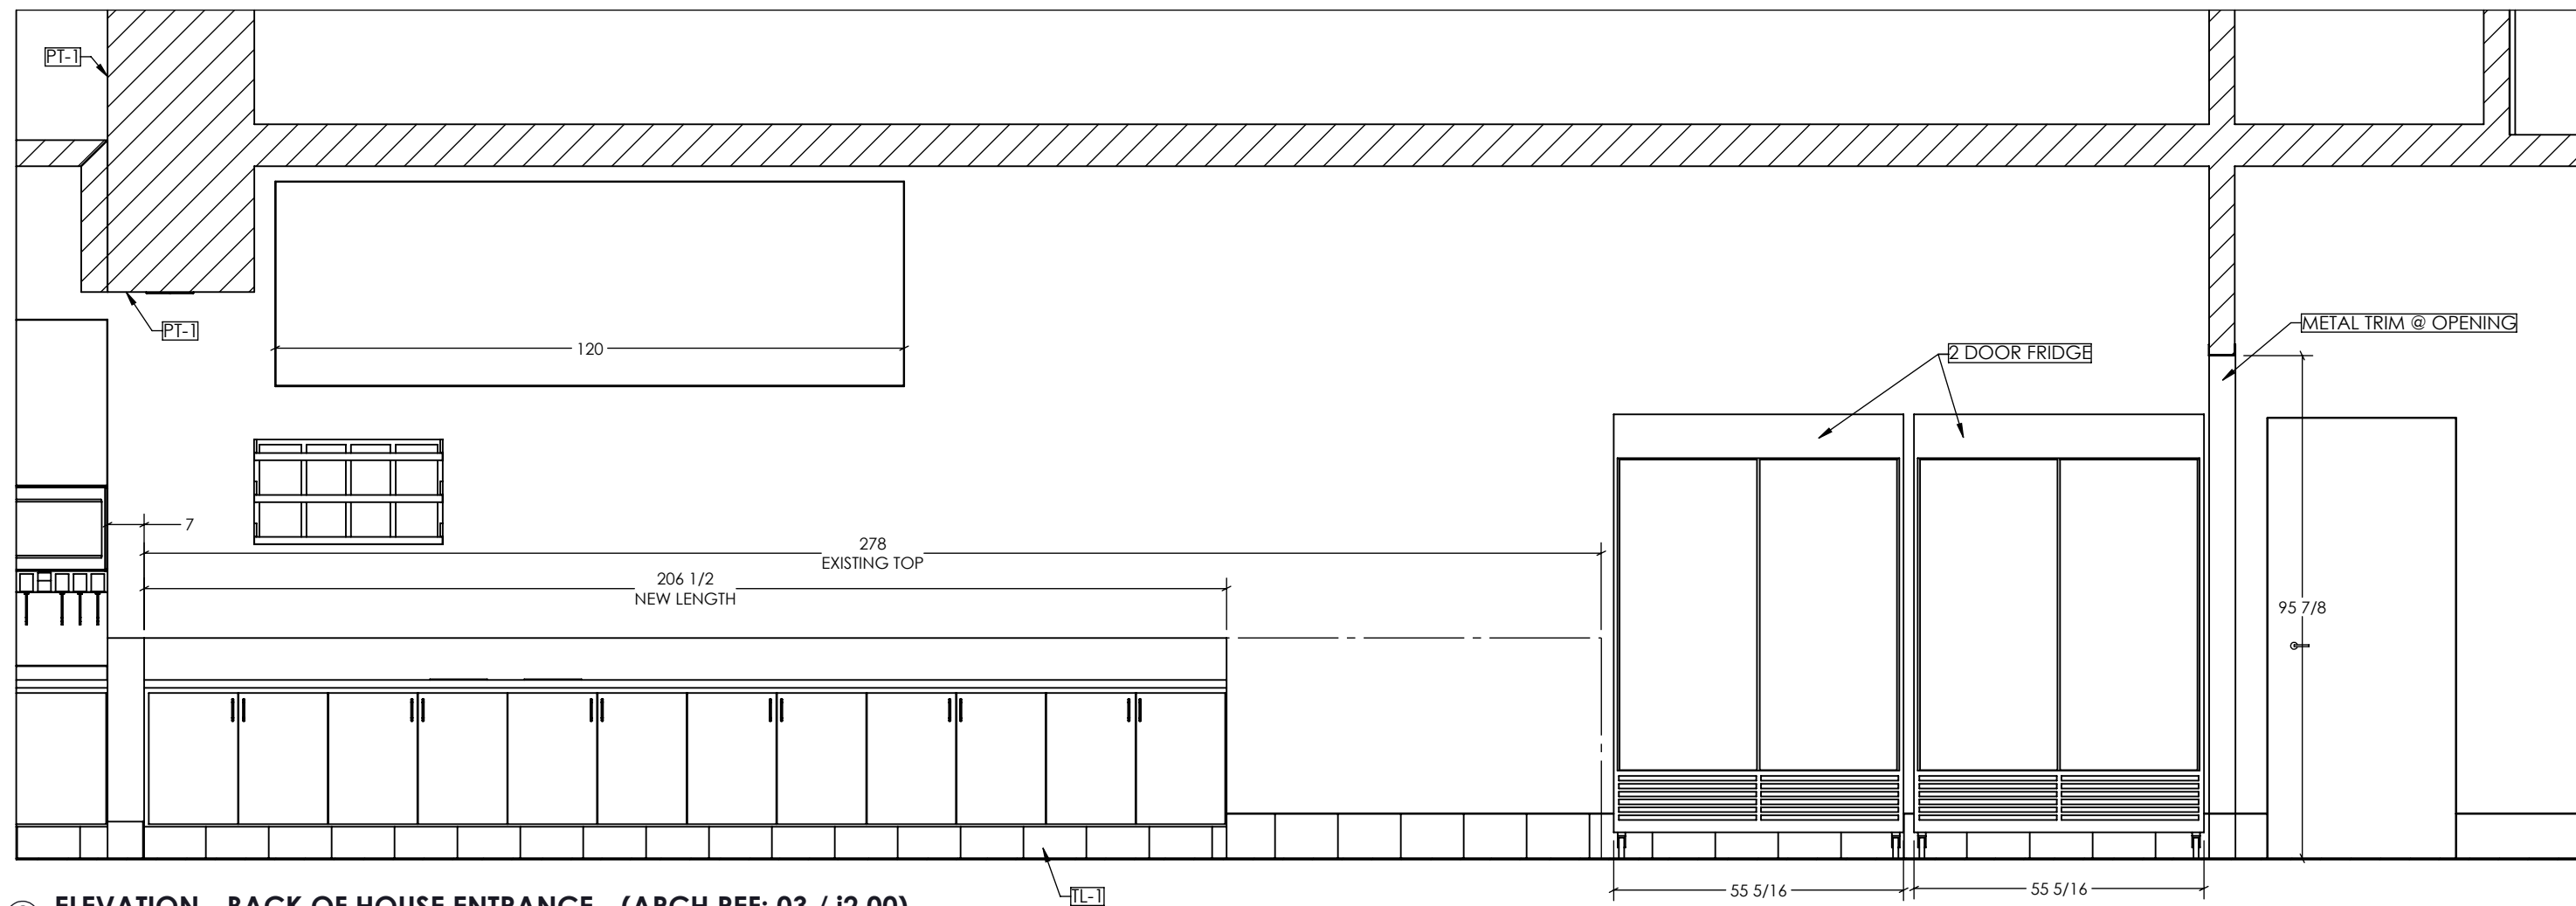 PT-1
PT-1
120
METAL TRIM @ OPENING
2 DOOR FRIDGE
7
278
EXISTING TOP
206 1/2
NEW LENGTH
95 7/8
TL-1
55 5/16
55 5/16
ELEVATION - BACK OF HOUSE ENTRANCE - (ARCH REF: 03 / i2.00)